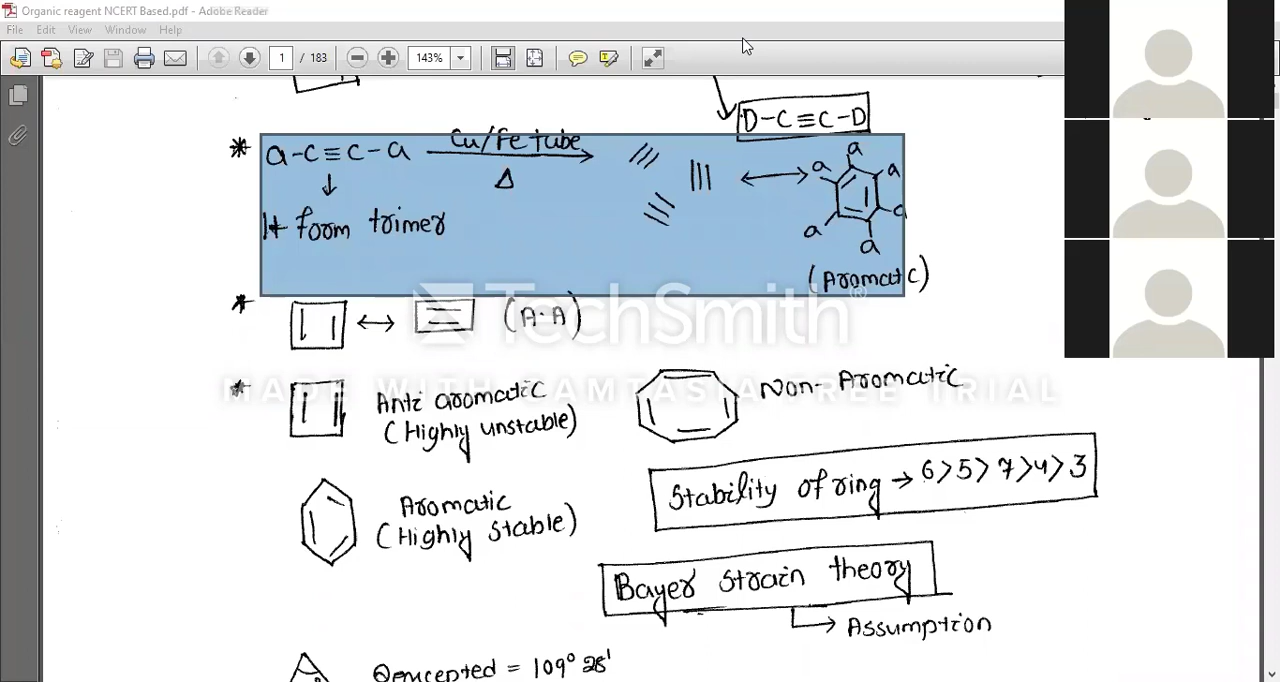 Organic reagent NCERT Based.pdf - Adobe Reader
File Edit View Window Help
1 / 183 143%
D-C≡C-D
* a-C≡C-a Cu/Fe tube
Δ
It form trimer
a
a a
a a
a
(Aromatic)
* (A.A)
TechSmith®
MADE WITH CAMTASIA FREE TRIAL
* Anti aromatic
(Highly unstable)
Non-Aromatic
Stability of ring → 6>5>7>4>3
Aromatic
(Highly stable)
Bayer strain theory
Assumption
= 109° 28'